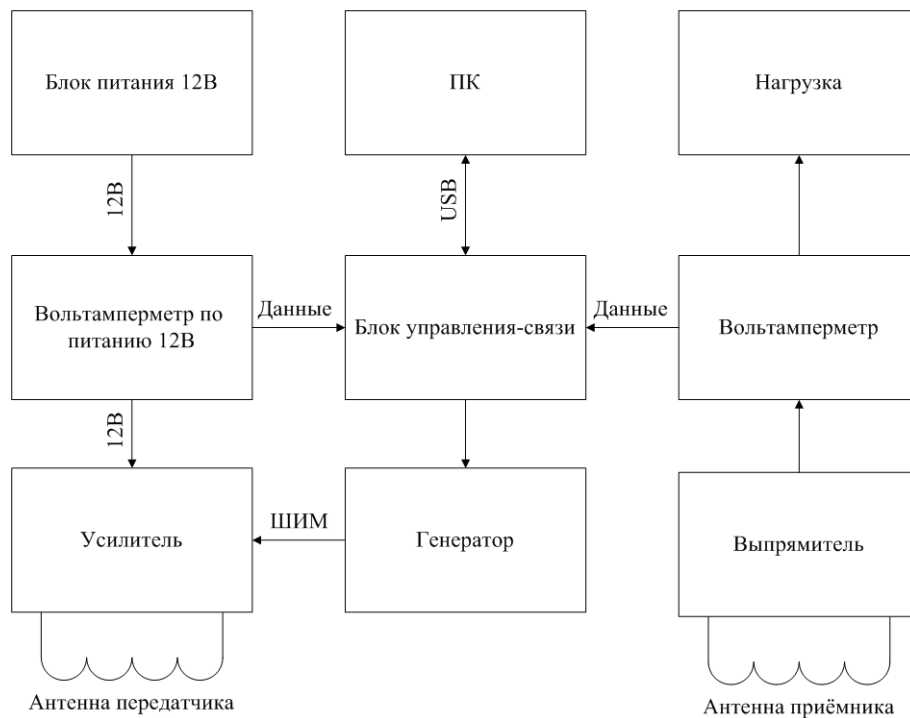 Блок питания 12В
ПК
Нагрузка
12В
USB
Вольтамперметр по
питанию 12В
Данные
Блок управления-связи
Данные
Вольтамперметр
12В
Усилитель
ШИМ
Генератор
Выпрямитель
Антенна передатчика
Антенна приёмника